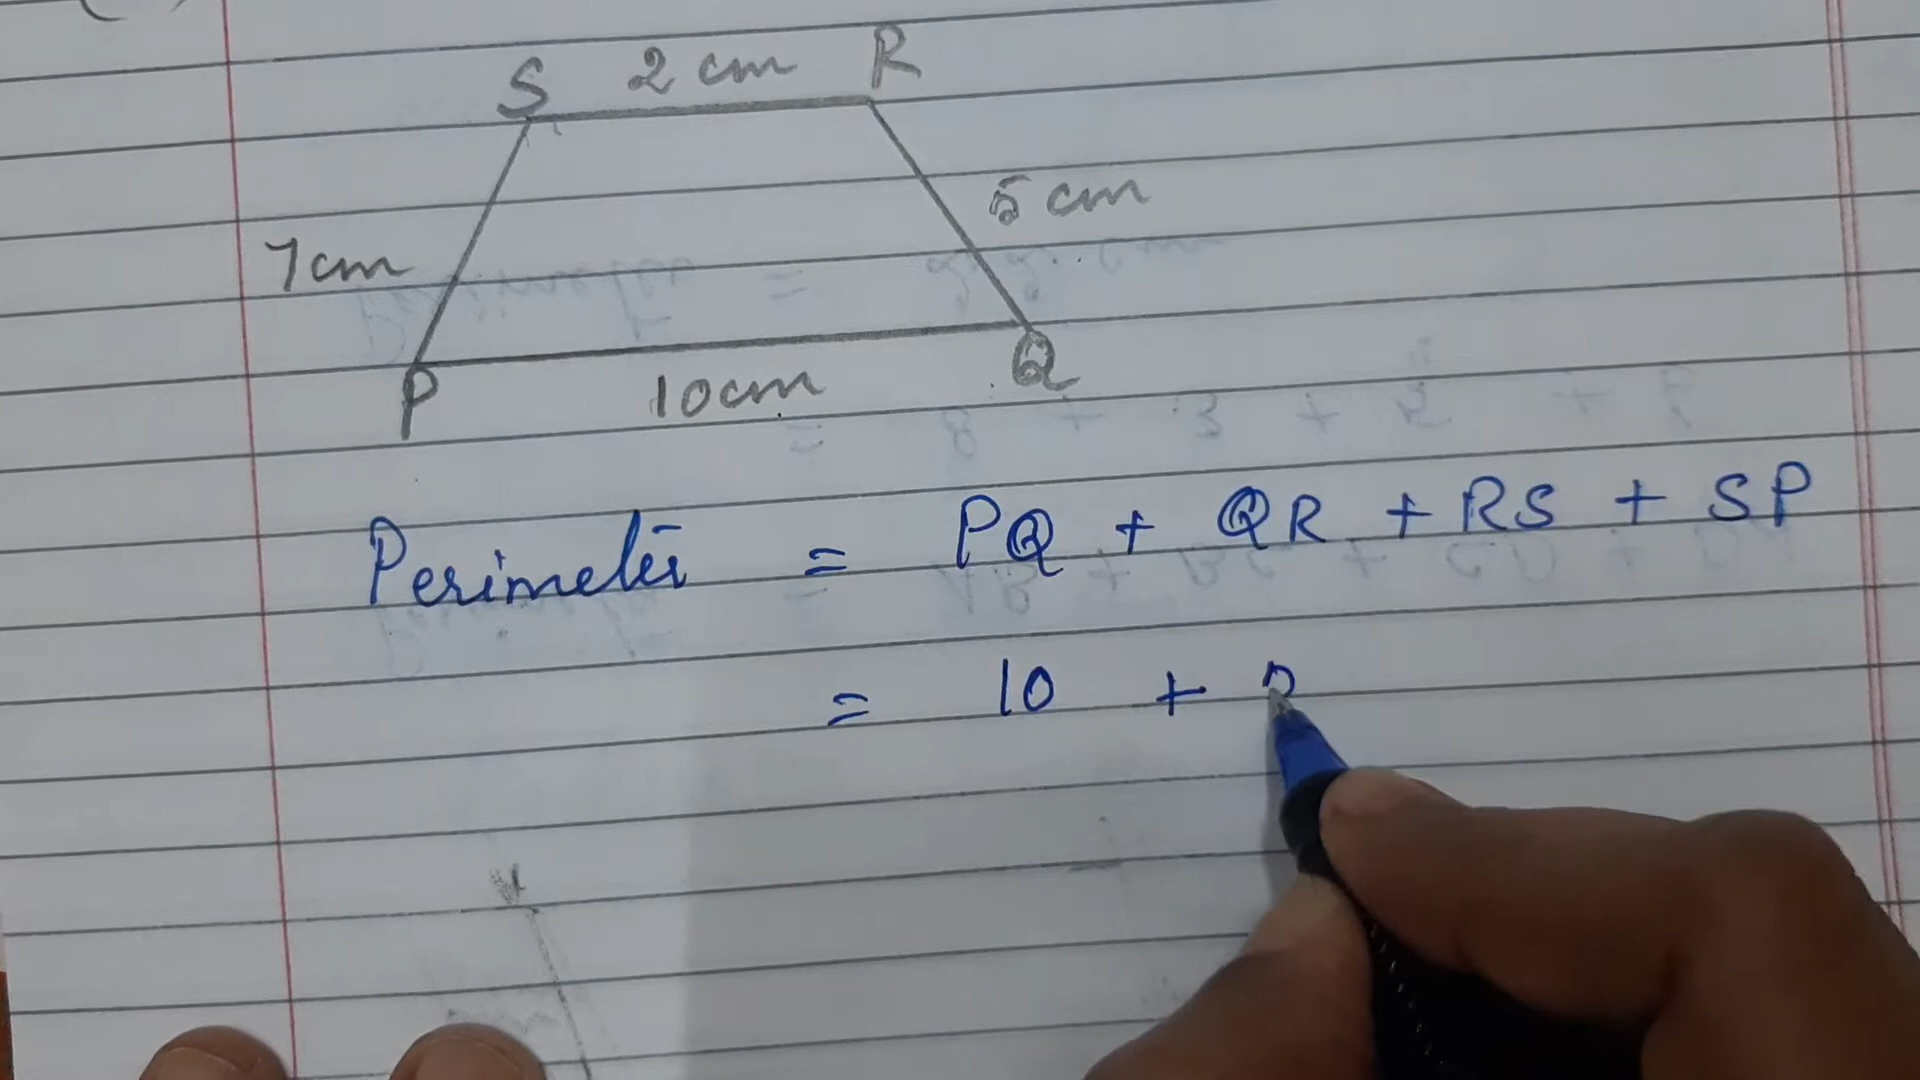 S 2 cm R
5 cm
7cm
P 10cm Q
Perimeter = PQ + QR + RS + SP
= 10 +